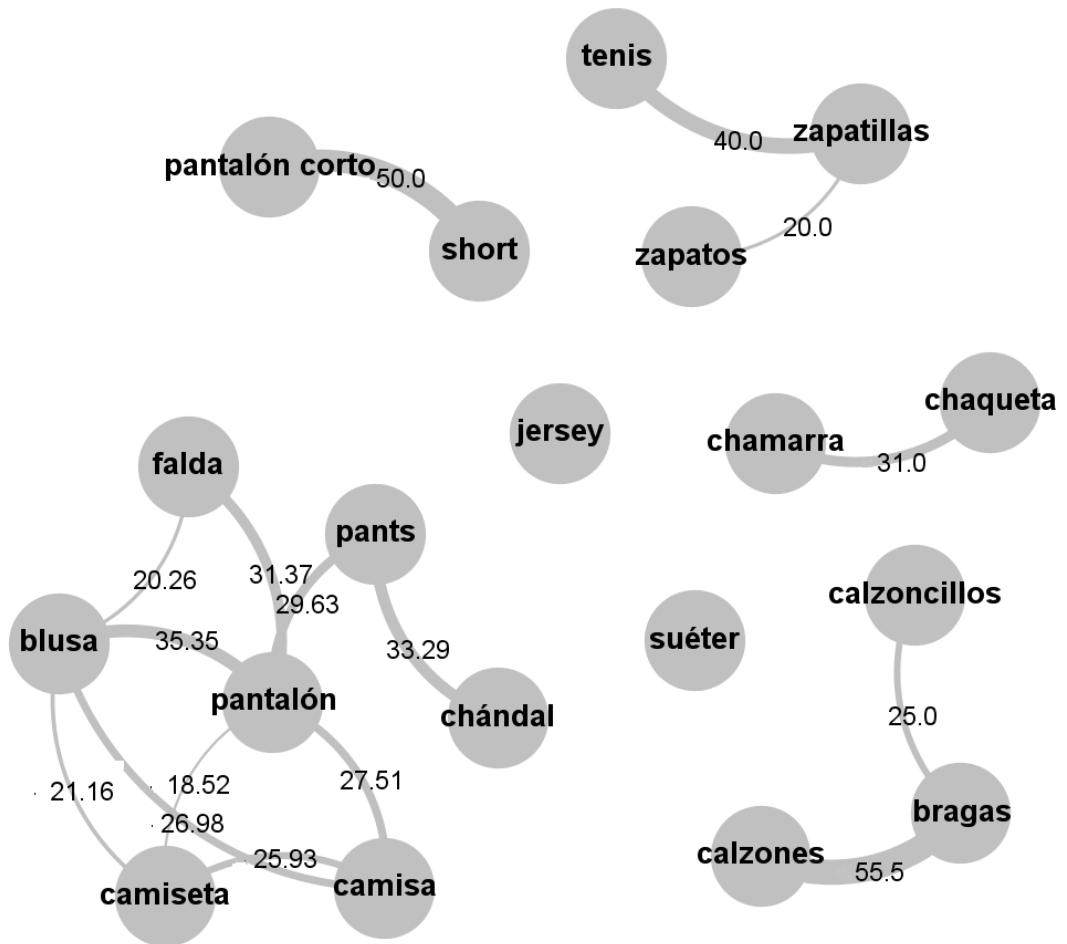 tenis
zapatillas
40.0
pantalón corto
50.0
short
zapatos
20.0
chaqueta
jersey
chamarra
31.0
falda
pants
20.26
31.37
29.63
calzoncillos
blusa
35.35
33.29
suéter
pantalón
chándal
25.0
21.16
18.52
27.51
26.98
bragas
camiseta
25.93
camisa
calzones
55.5